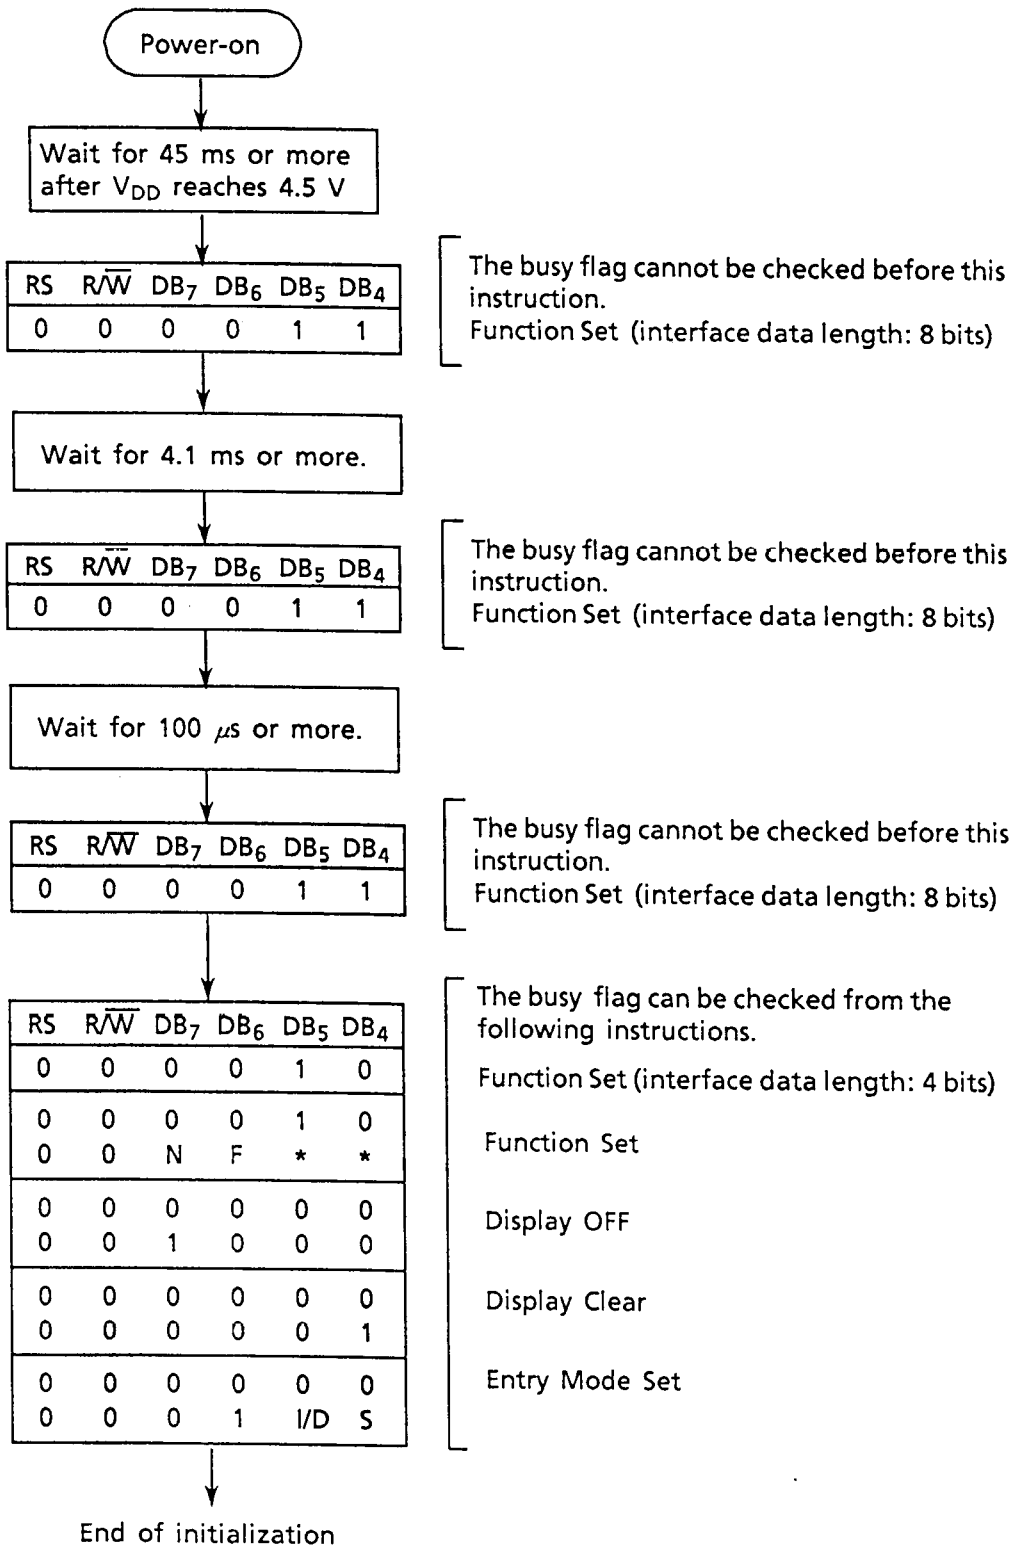 Power-on
Wait for 45 ms or more
after VDD reaches 4.5 V
RS R/W̅ DB7 DB6 DB5 DB4
0 0 0 0 1 1
The busy flag cannot be checked before this
instruction.
Function Set (interface data length: 8 bits)
Wait for 4.1 ms or more.
RS R/W̅ DB7 DB6 DB5 DB4
0 0 0 0 1 1
The busy flag cannot be checked before this
instruction.
Function Set (interface data length: 8 bits)
Wait for 100 μs or more.
RS R/W̅ DB7 DB6 DB5 DB4
0 0 0 0 1 1
The busy flag cannot be checked before this
instruction.
Function Set (interface data length: 8 bits)
The busy flag can be checked from the
following instructions.
RS R/W̅ DB7 DB6 DB5 DB4
0 0 0 0 1 0
Function Set (interface data length: 4 bits)
0 0 0 0 1 0
0 0 N F * *
Function Set
0 0 0 0 0 0
0 0 1 0 0 0
Display OFF
0 0 0 0 0 0
0 0 0 0 0 1
Display Clear
0 0 0 0 0 0
0 0 0 1 I/D S
Entry Mode Set
End of initialization